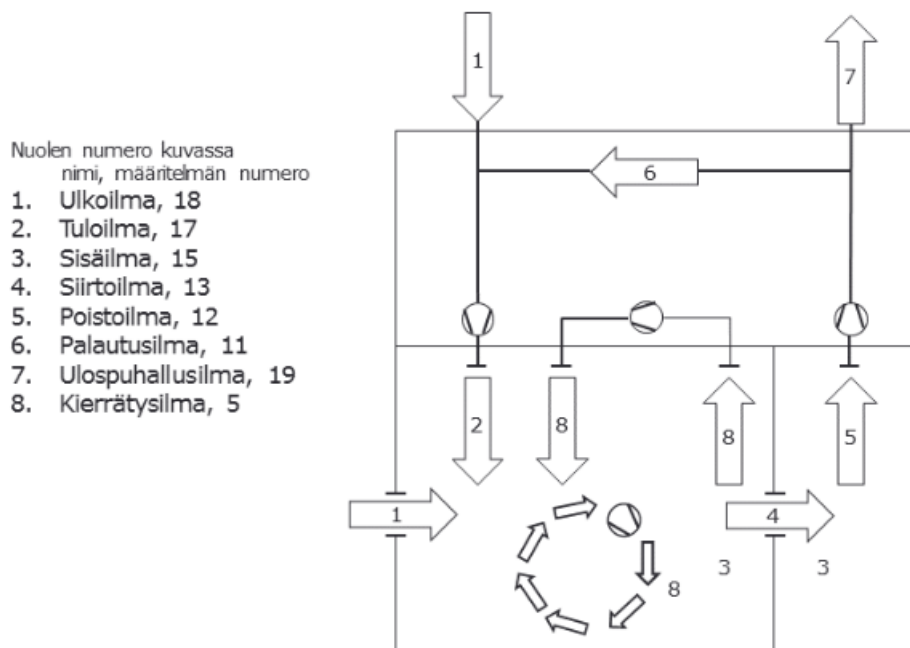 Nuolen numero kuvassa
nimi, määritelmän numero
1. Ulkoilma, 18
2. Tuloilma, 17
3. Sisäilma, 15
4. Siirtoilma, 13
5. Poistoilma, 12
6. Palautusilma, 11
7. Ulospuhallusilma, 19
8. Kierrätysilma, 5
1
7
6
2
8
8
5
1
4
8
3
3